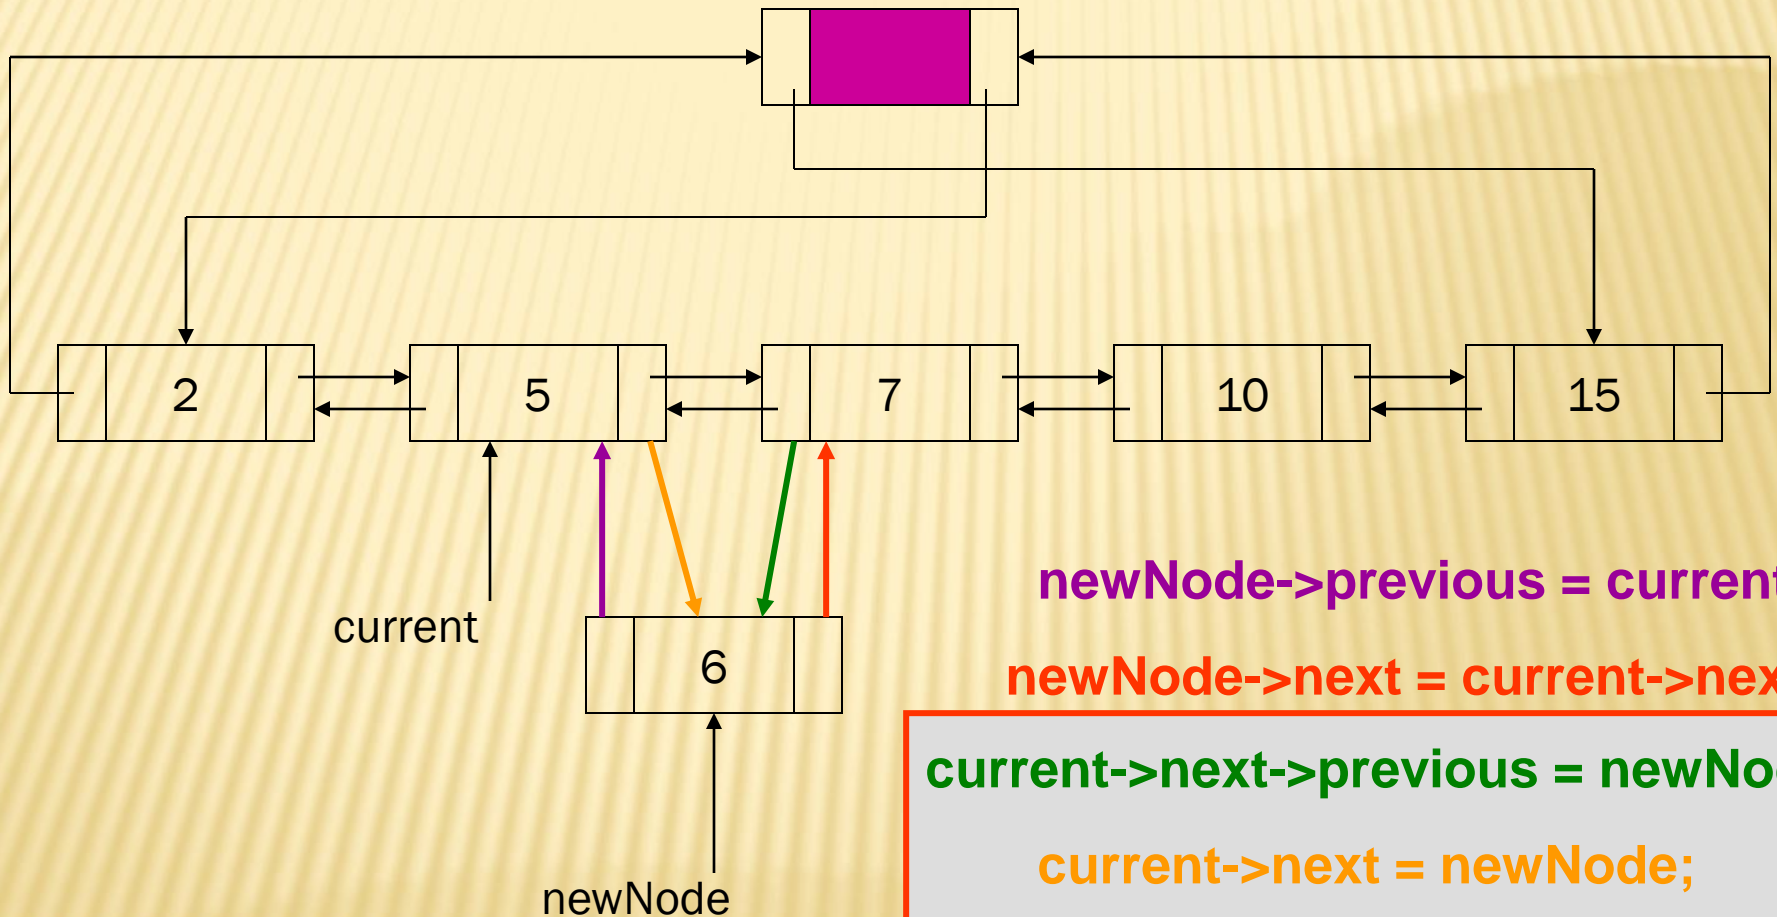 2 5 7 10 15
current
6
newNode
newNode->previous = current
newNode->next = current->nex
current->next->previous = newNo
current->next = newNode;